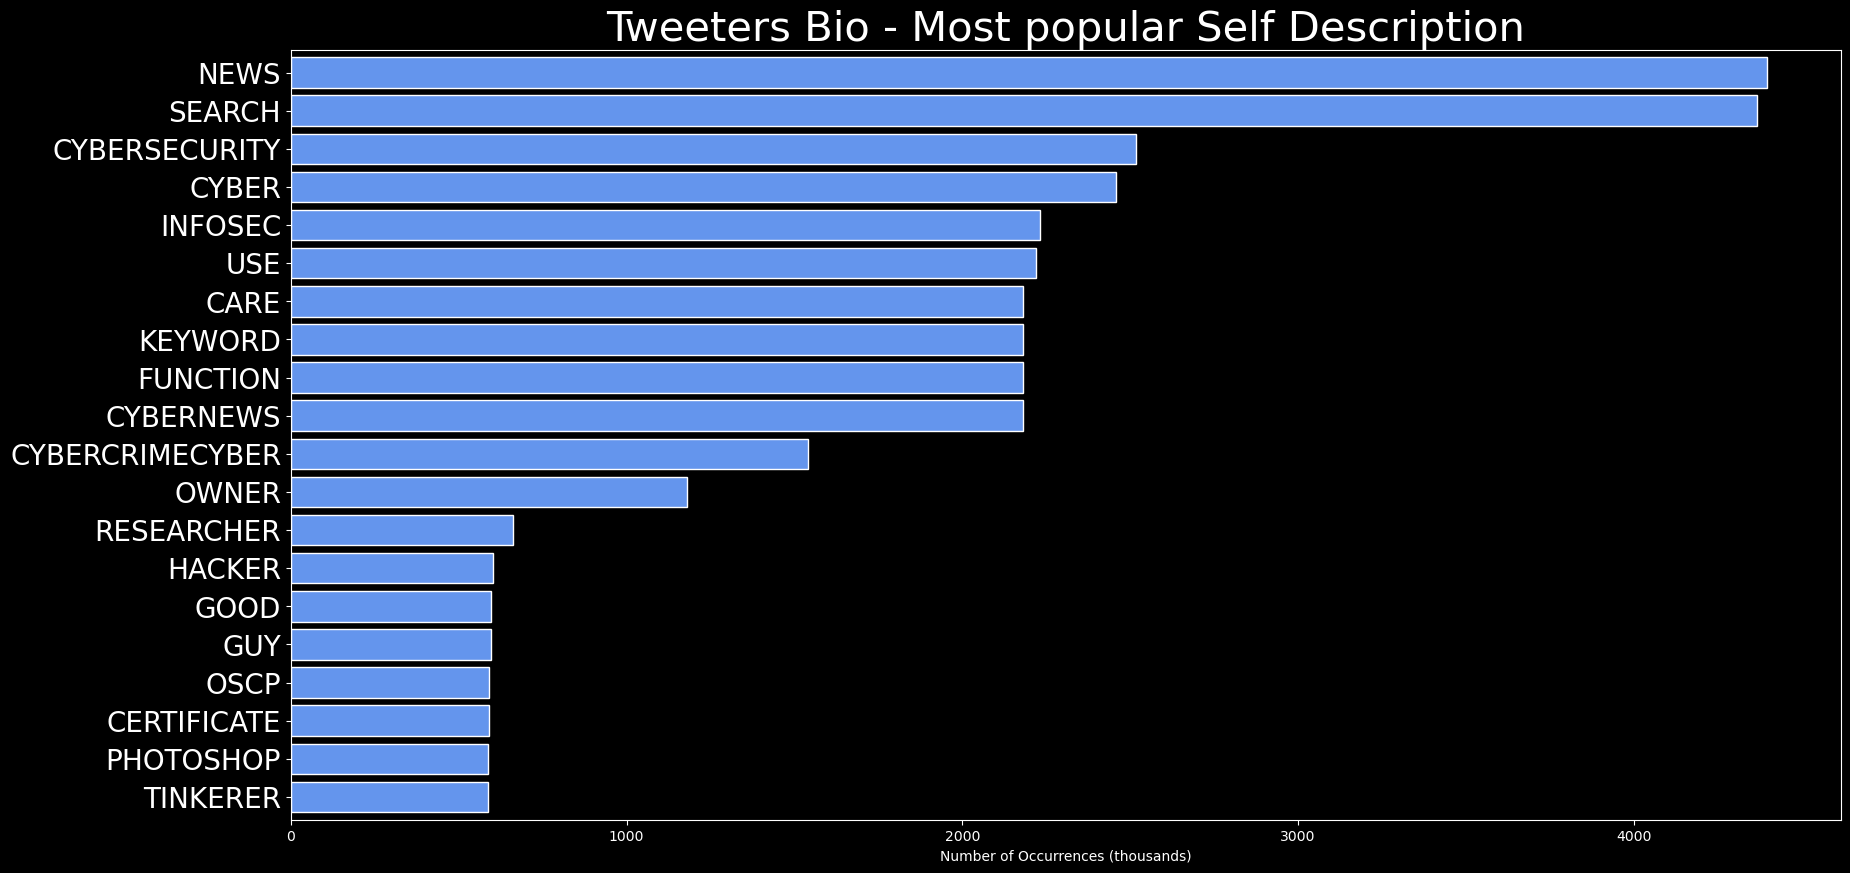 Tweeters Bio - Most popular Self Description
NEWS
SEARCH
CYBERSECURITY
CYBER
INFOSEC
USE
CARE
KEYWORD
FUNCTION
CYBERNEWS
CYBERCRIMECYBER
OWNER
RESEARCHER
HACKER
GOOD
GUY
OSCP
CERTIFICATE
PHOTOSHOP
TINKERER
0 1000 2000 3000 4000
Number of Occurrences (thousands)